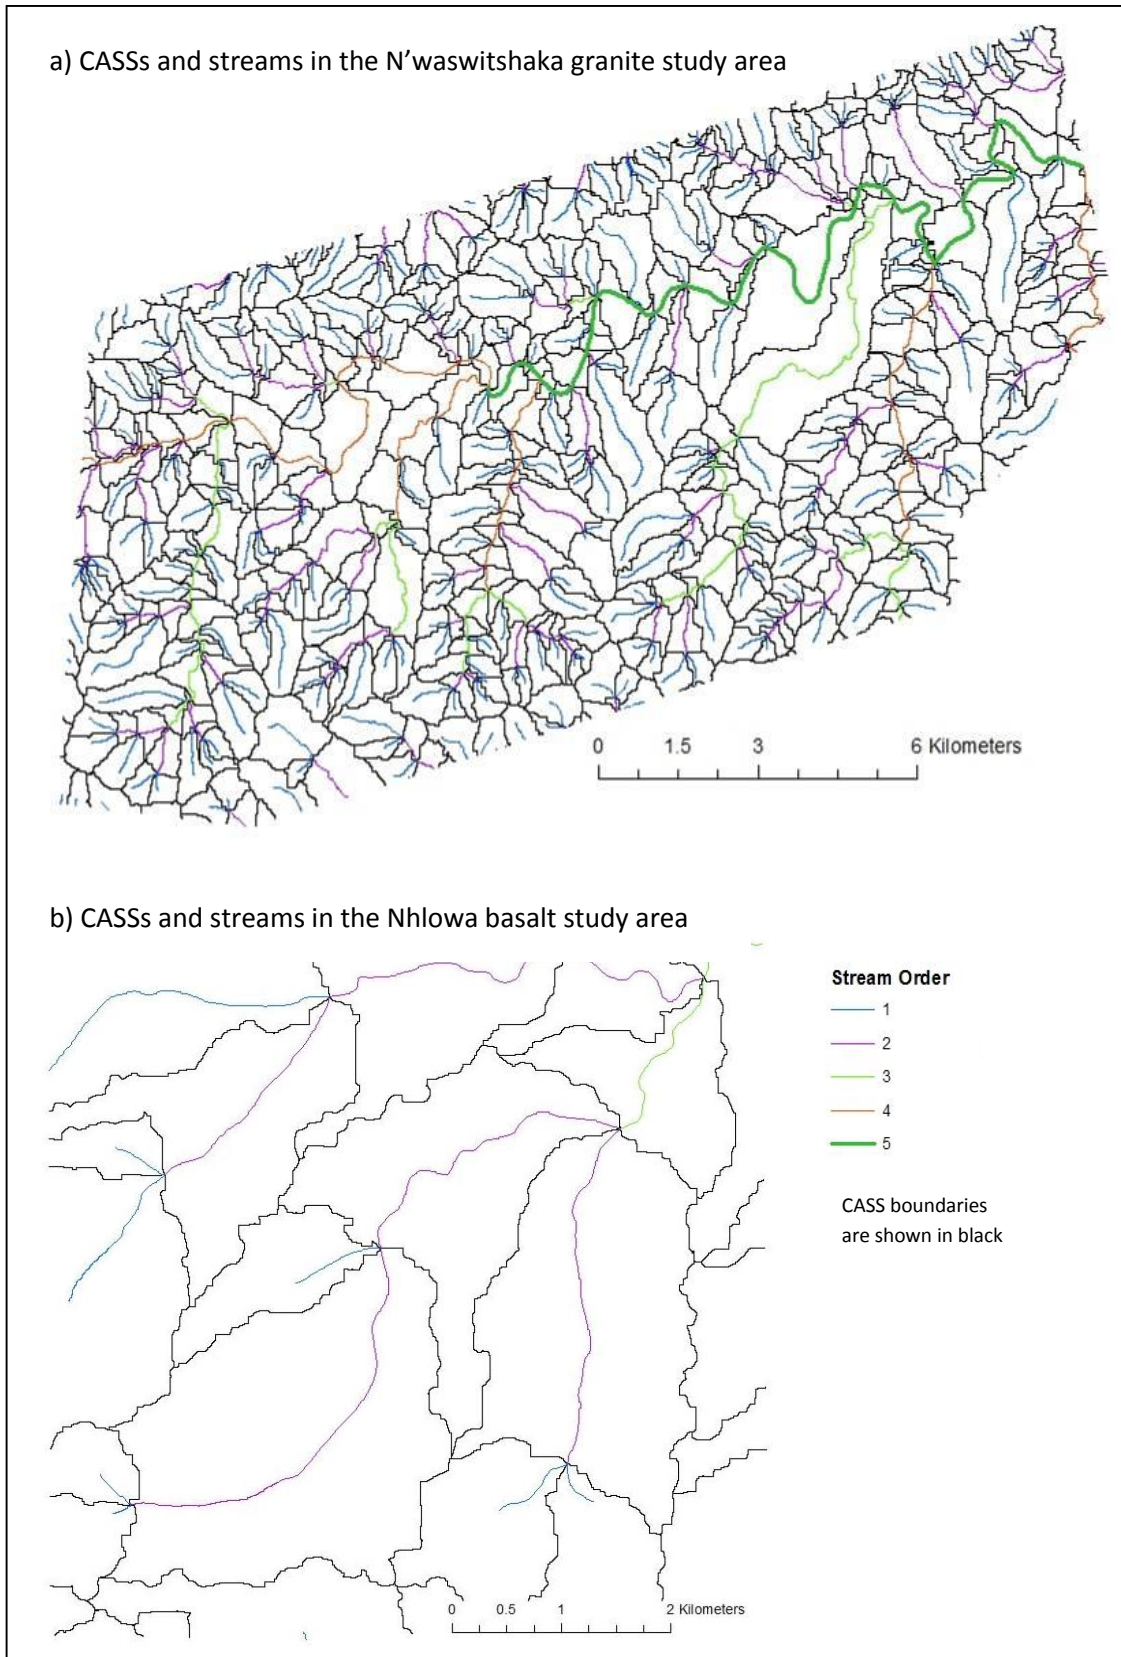 a) CASSs and streams in the N’waswitshaka granite study area
0 1.5 3 6 Kilometers
b) CASSs and streams in the Nhlowa basalt study area
Stream Order
1
2
3
4
5
CASS boundaries
are shown in black
0 0.5 1 2 Kilometers